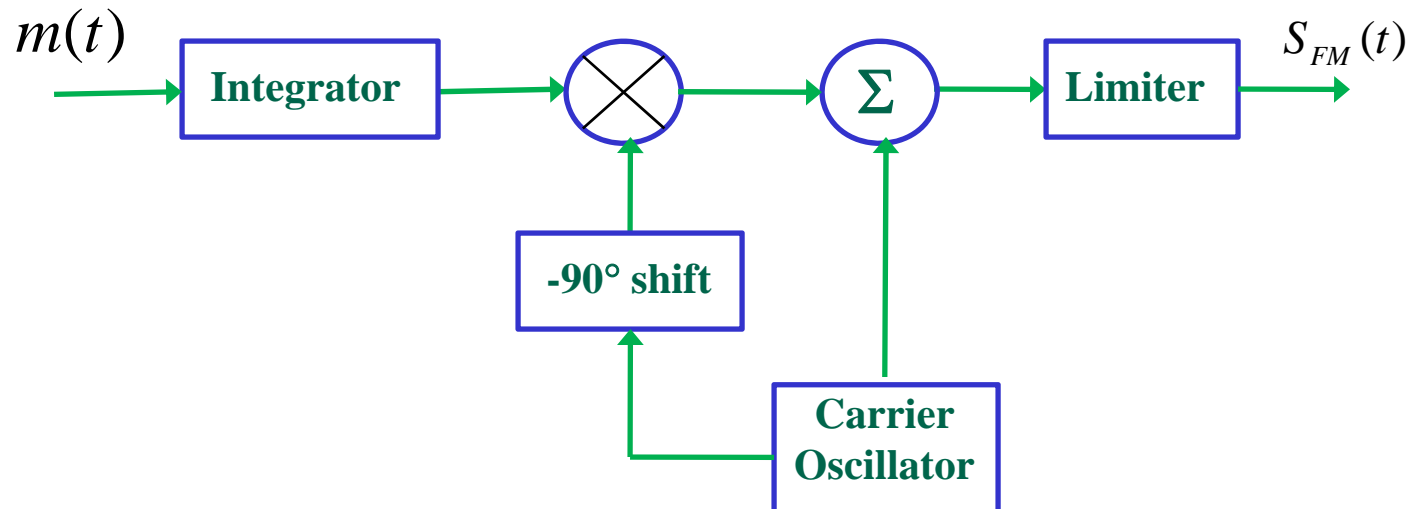 m(t)
S_FM (t)
Integrator
Σ
Limiter
-90° shift
Carrier
Oscillator